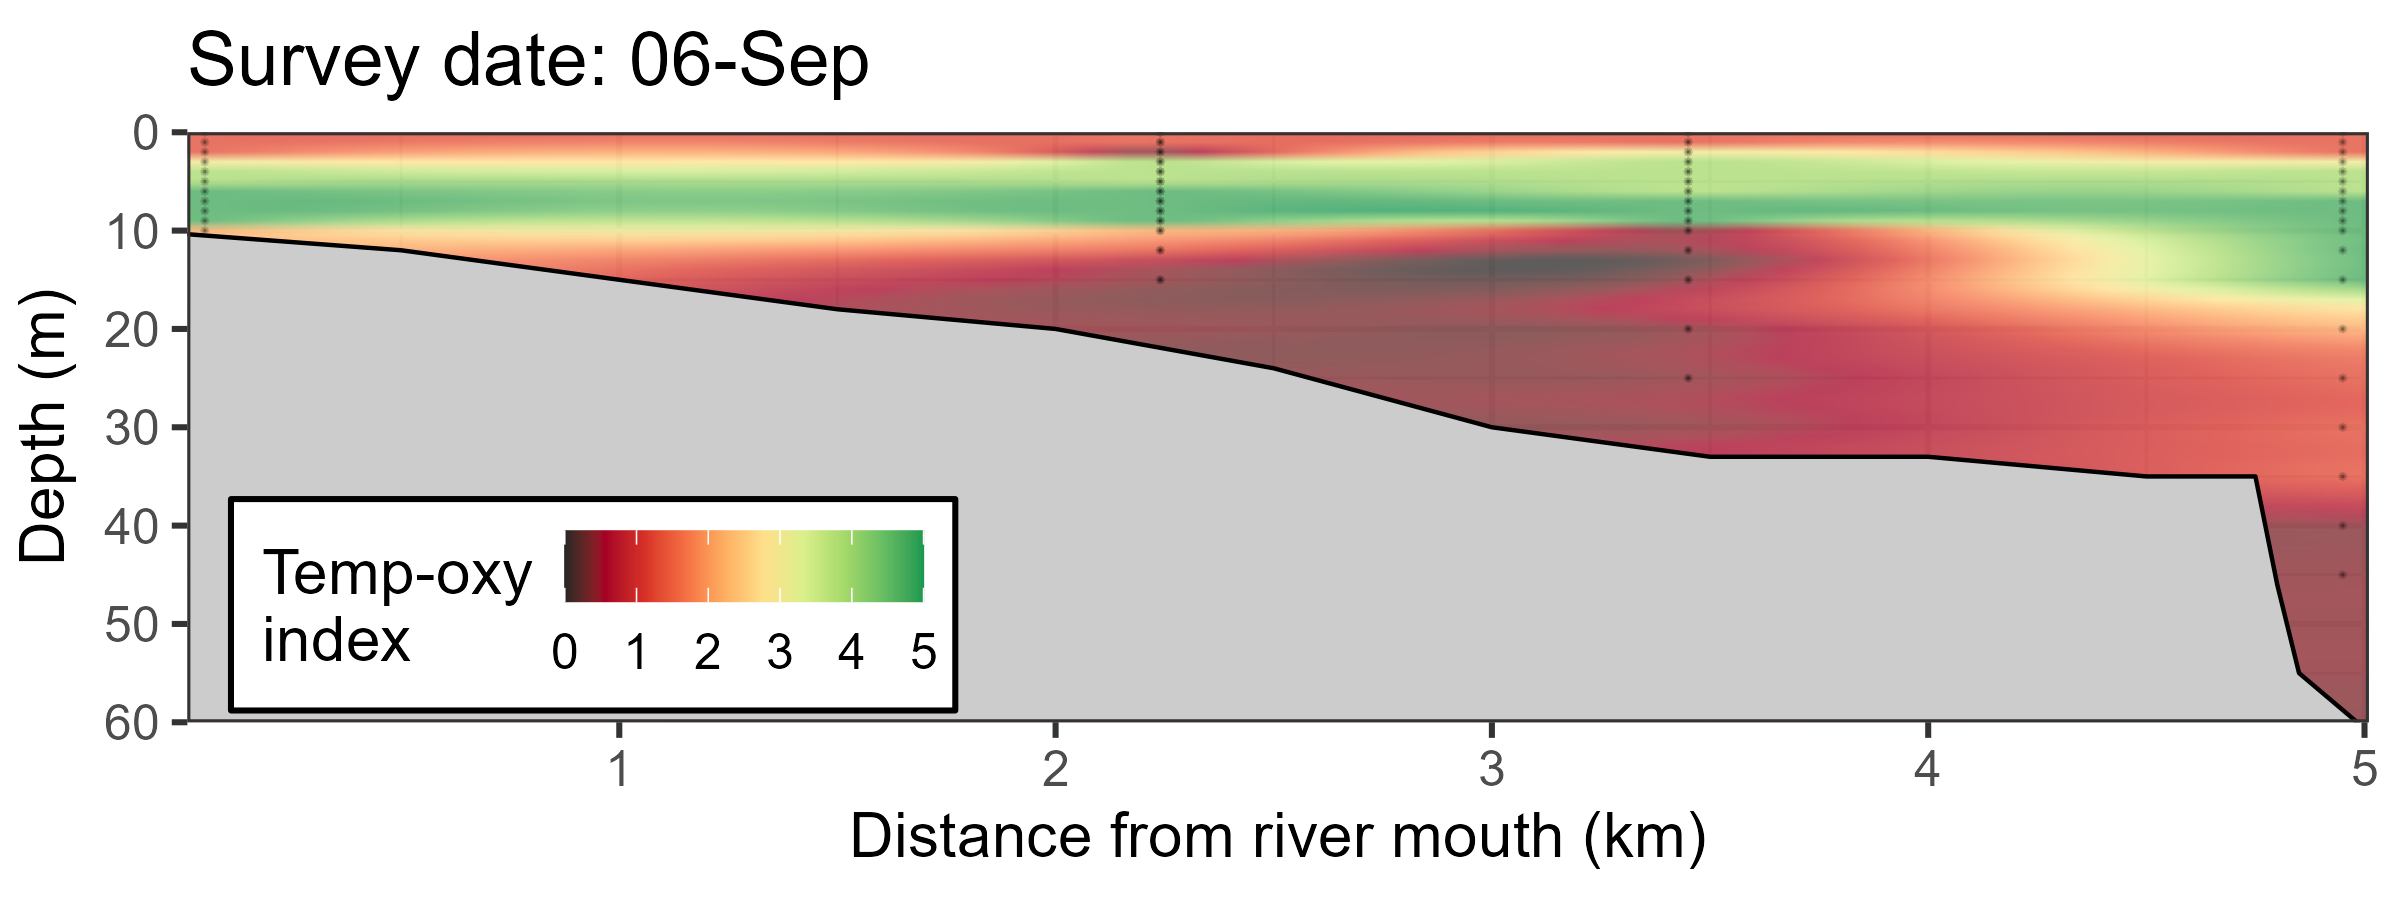 Survey date: 06-Sep
0
10
20
30
40
50
60
Depth (m)
Temp-oxy
index
0 1 2 3 4 5
1 2 3 4 5
Distance from river mouth (km)